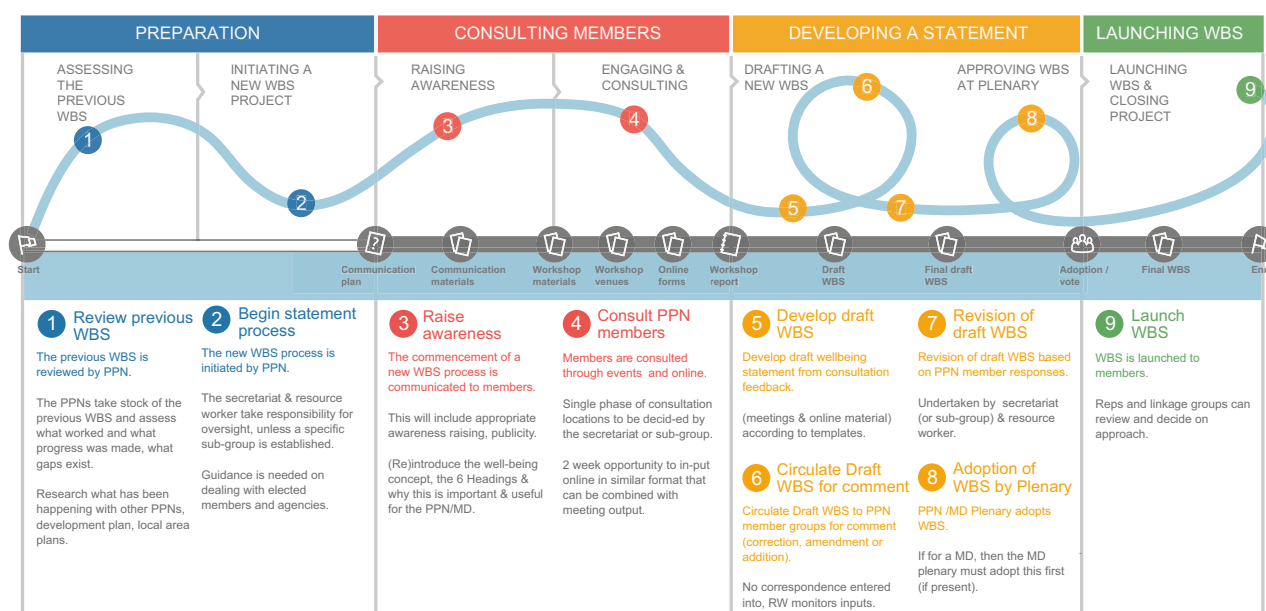 PREPARATION
CONSULTING MEMBERS
DEVELOPING A STATEMENT
LAUNCHING WBS
ASSESSING
THE
PREVIOUS
WBS
INITIATING A
NEW WBS
PROJECT
RAISING
AWARENESS
ENGAGING &
CONSULTING
DRAFTING A
NEW WBS
APPROVING WBS
AT PLENARY
LAUNCHING
WBS &
CLOSING
PROJECT
1
2
3
4
5
6
7
8
9
Start
?
Communication
plan
Communication
materials
Workshop
materials
Workshop
venues
Online
forms
Workshop
report
Draft
WBS
Final draft
WBS
Adoption /
vote
Final WBS
End
1 Review previous
WBS
The previous WBS is
reviewed by PPN.
The PPNs take stock of the
previous WBS and assess
what worked and what
progress was made, what
gaps exist.
Research what has been
happening with other PPNs,
development plan, local area
plans.
2 Begin statement
process
The new WBS process is
initiated by PPN.
The secretariat & resource
worker take responsibility for
oversight, unless a specific
sub-group is established.
Guidance is needed on
dealing with elected
members and agencies.
3 Raise
awareness
The commencement of a
new WBS process is
communicated to members.
This will include appropriate
awareness raising, publicity.
(Re)introduce the well-being
concept, the 6 Headings &
why this is important & useful
for the PPN/MD.
4 Consult PPN
members
Members are consulted
through events and online.
Single phase of consultation
locations to be decid-ed by
the secretariat or sub-group.
2 week opportunity to in-put
online in similar format that
can be combined with
meeting output.
5 Develop draft
WBS
Develop draft wellbeing
statement from consultation
feedback.
(meetings & online material)
according to templates.
6 Circulate Draft
WBS for comment
Circulate Draft WBS to PPN
member groups for comment
(correction, amendment or
addition).
No correspondence entered
into, RW monitors inputs.
7 Revision of
draft WBS
Revision of draft WBS based
on PPN member responses.
Undertaken by secretariat
(or sub-group) & resource
worker.
8 Adoption of
WBS by Plenary
PPN /MD Plenary adopts
WBS.
If for a MD, then the MD
plenary must adopt this first
(if present).
9 Launch
WBS
WBS is launched to
members.
Reps and linkage groups can
review and decide on
approach.